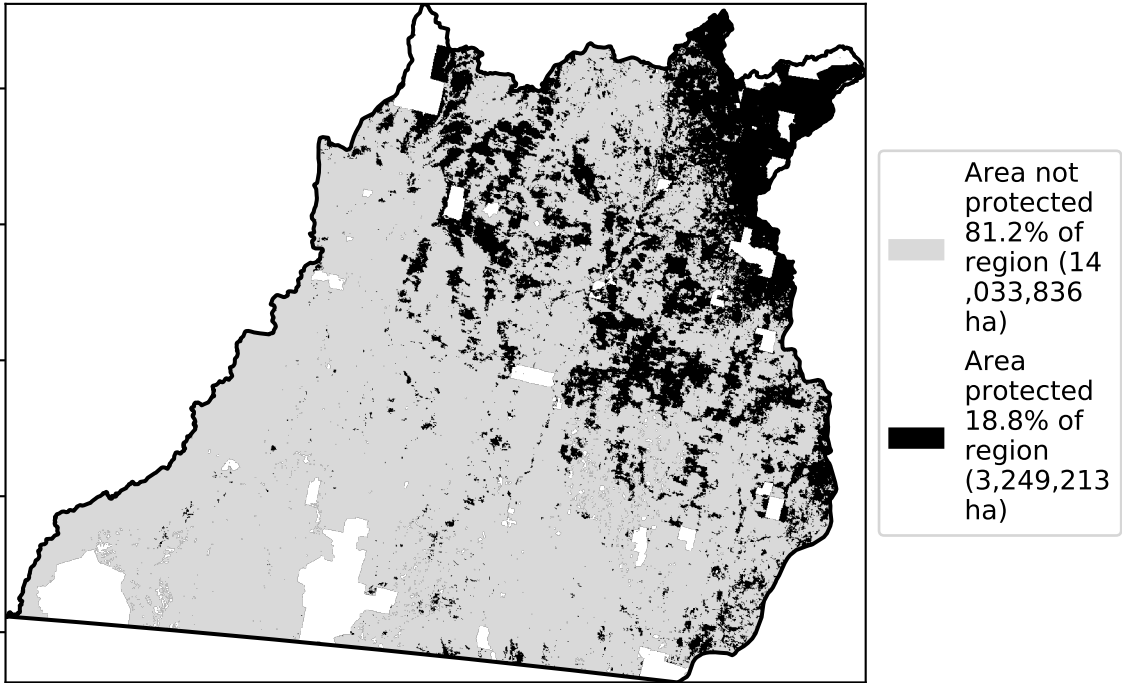 Area not
protected
81.2% of
region (14
,033,836
ha)
Area
protected
18.8% of
region
(3,249,213
ha)